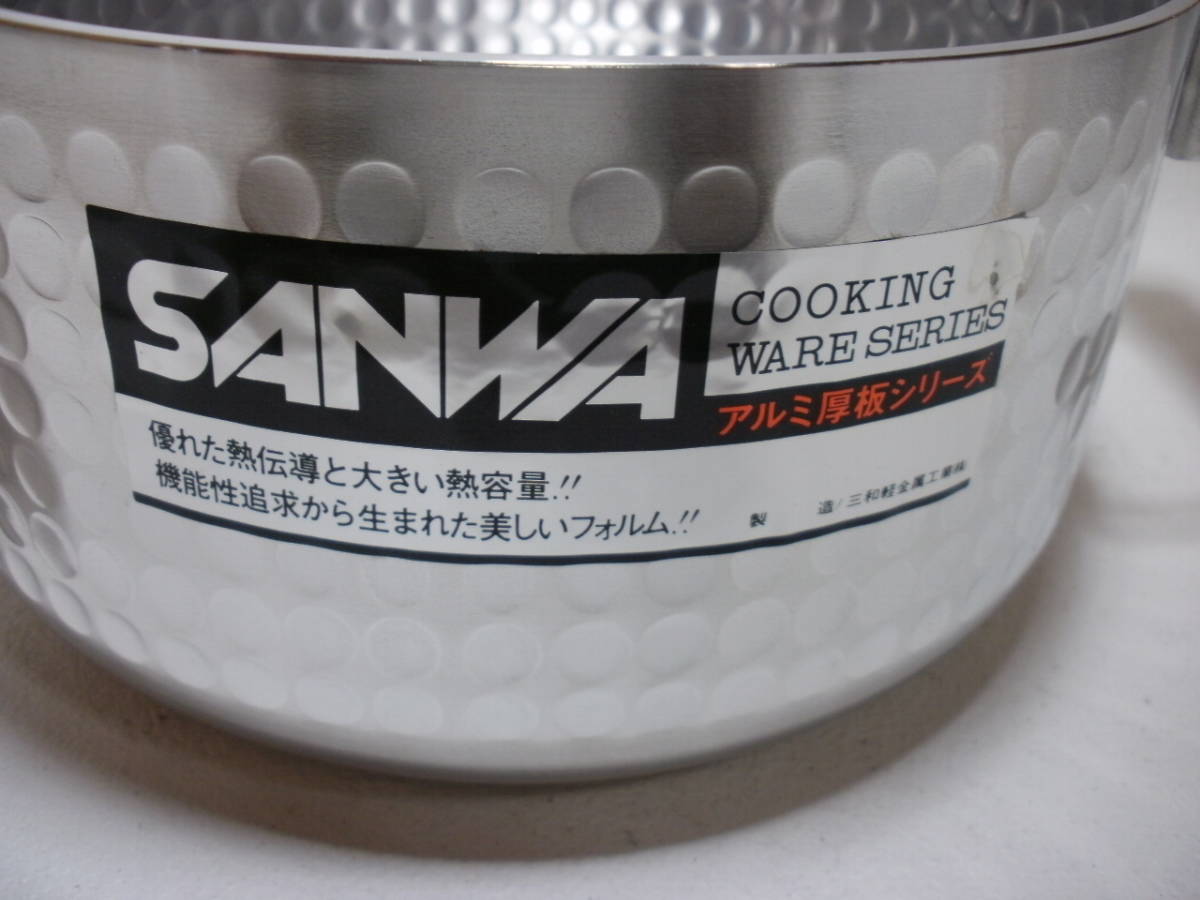 SANWA
COOKING
WARE SERIES
アルミ厚板シリーズ
優れた熱伝導と大きい熱容量!!
機能性追求から生まれた美しいフォルム!!
製 造/三和軽金属工業㈱